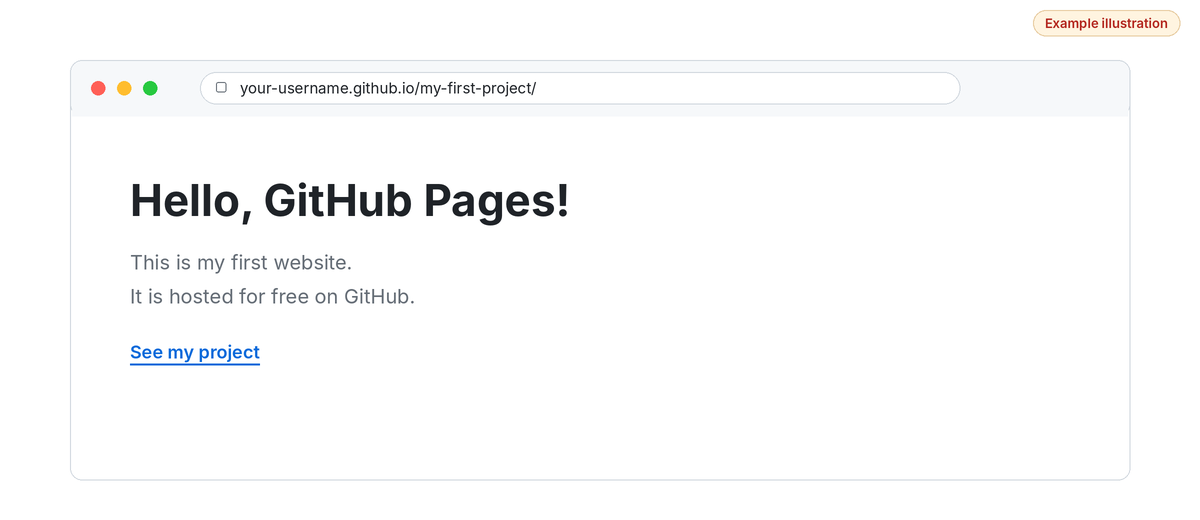 Example illustration
your-username.github.io/my-first-project/
Hello, GitHub Pages!
This is my first website.
It is hosted for free on GitHub.
See my project